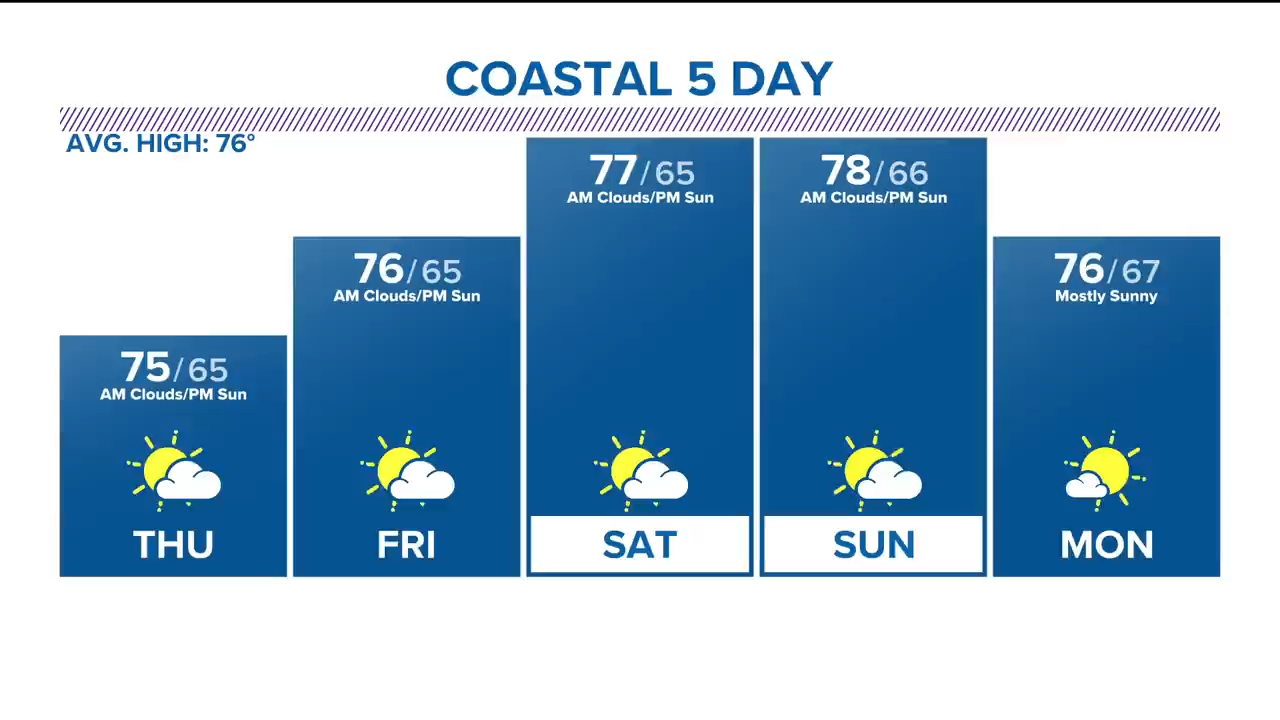 COASTAL 5 DAY
AVG. HIGH: 76°
75/65
AM Clouds/PM Sun
THU
76/65
AM Clouds/PM Sun
FRI
77/65
AM Clouds/PM Sun
SAT
78/66
AM Clouds/PM Sun
SUN
76/67
Mostly Sunny
MON